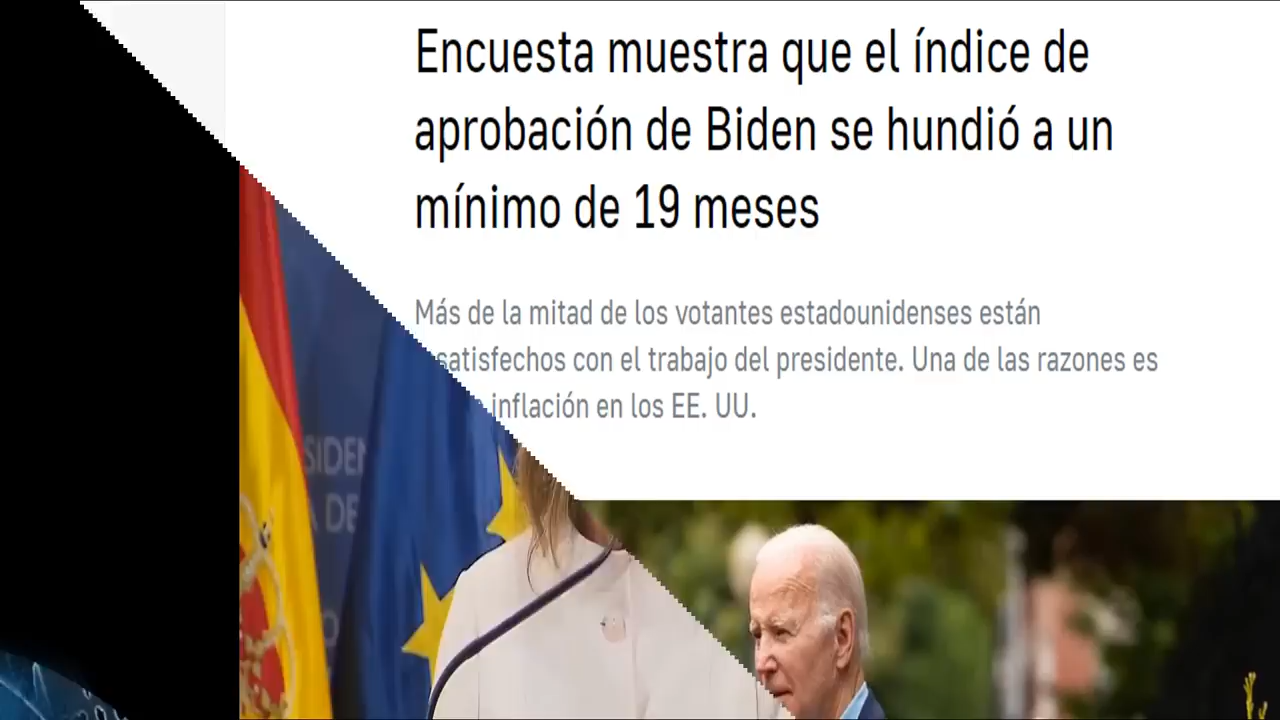 Encuesta muestra que el índice de
aprobación de Biden se hundió a un
mínimo de 19 meses
Más de la mitad de los votantes estadounidenses están
satisfechos con el trabajo del presidente. Una de las razones es
inflación en los EE. UU.
SIDEN
DE